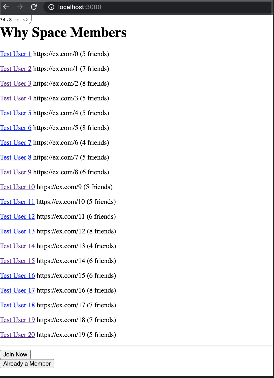 localhost:3000
Why Space Members
Test User 1 https://ex.com/0 (5 friends)
Test User 2 https://ex.com/1 (7 friends)
Test User 3 https://ex.com/2 (8 friends)
Test User 4 https://ex.com/3 (5 friends)
Test User 5 https://ex.com/4 (5 friends)
Test User 6 https://ex.com/5 (8 friends)
Test User 7 https://ex.com/6 (4 friends)
Test User 8 https://ex.com/7 (5 friends)
Test User 9 https://ex.com/8 (6 friends)
Test User 10 https://ex.com/9 (8 friends)
Test User 11 https://ex.com/10 (5 friends)
Test User 12 https://ex.com/11 (6 friends)
Test User 13 https://ex.com/12 (8 friends)
Test User 14 https://ex.com/13 (4 friends)
Test User 15 https://ex.com/14 (6 friends)
Test User 16 https://ex.com/15 (6 friends)
Test User 17 https://ex.com/16 (8 friends)
Test User 18 https://ex.com/17 (7 friends)
Test User 19 https://ex.com/18 (7 friends)
Test User 20 https://ex.com/19 (5 friends)
Join Now
Already a Member